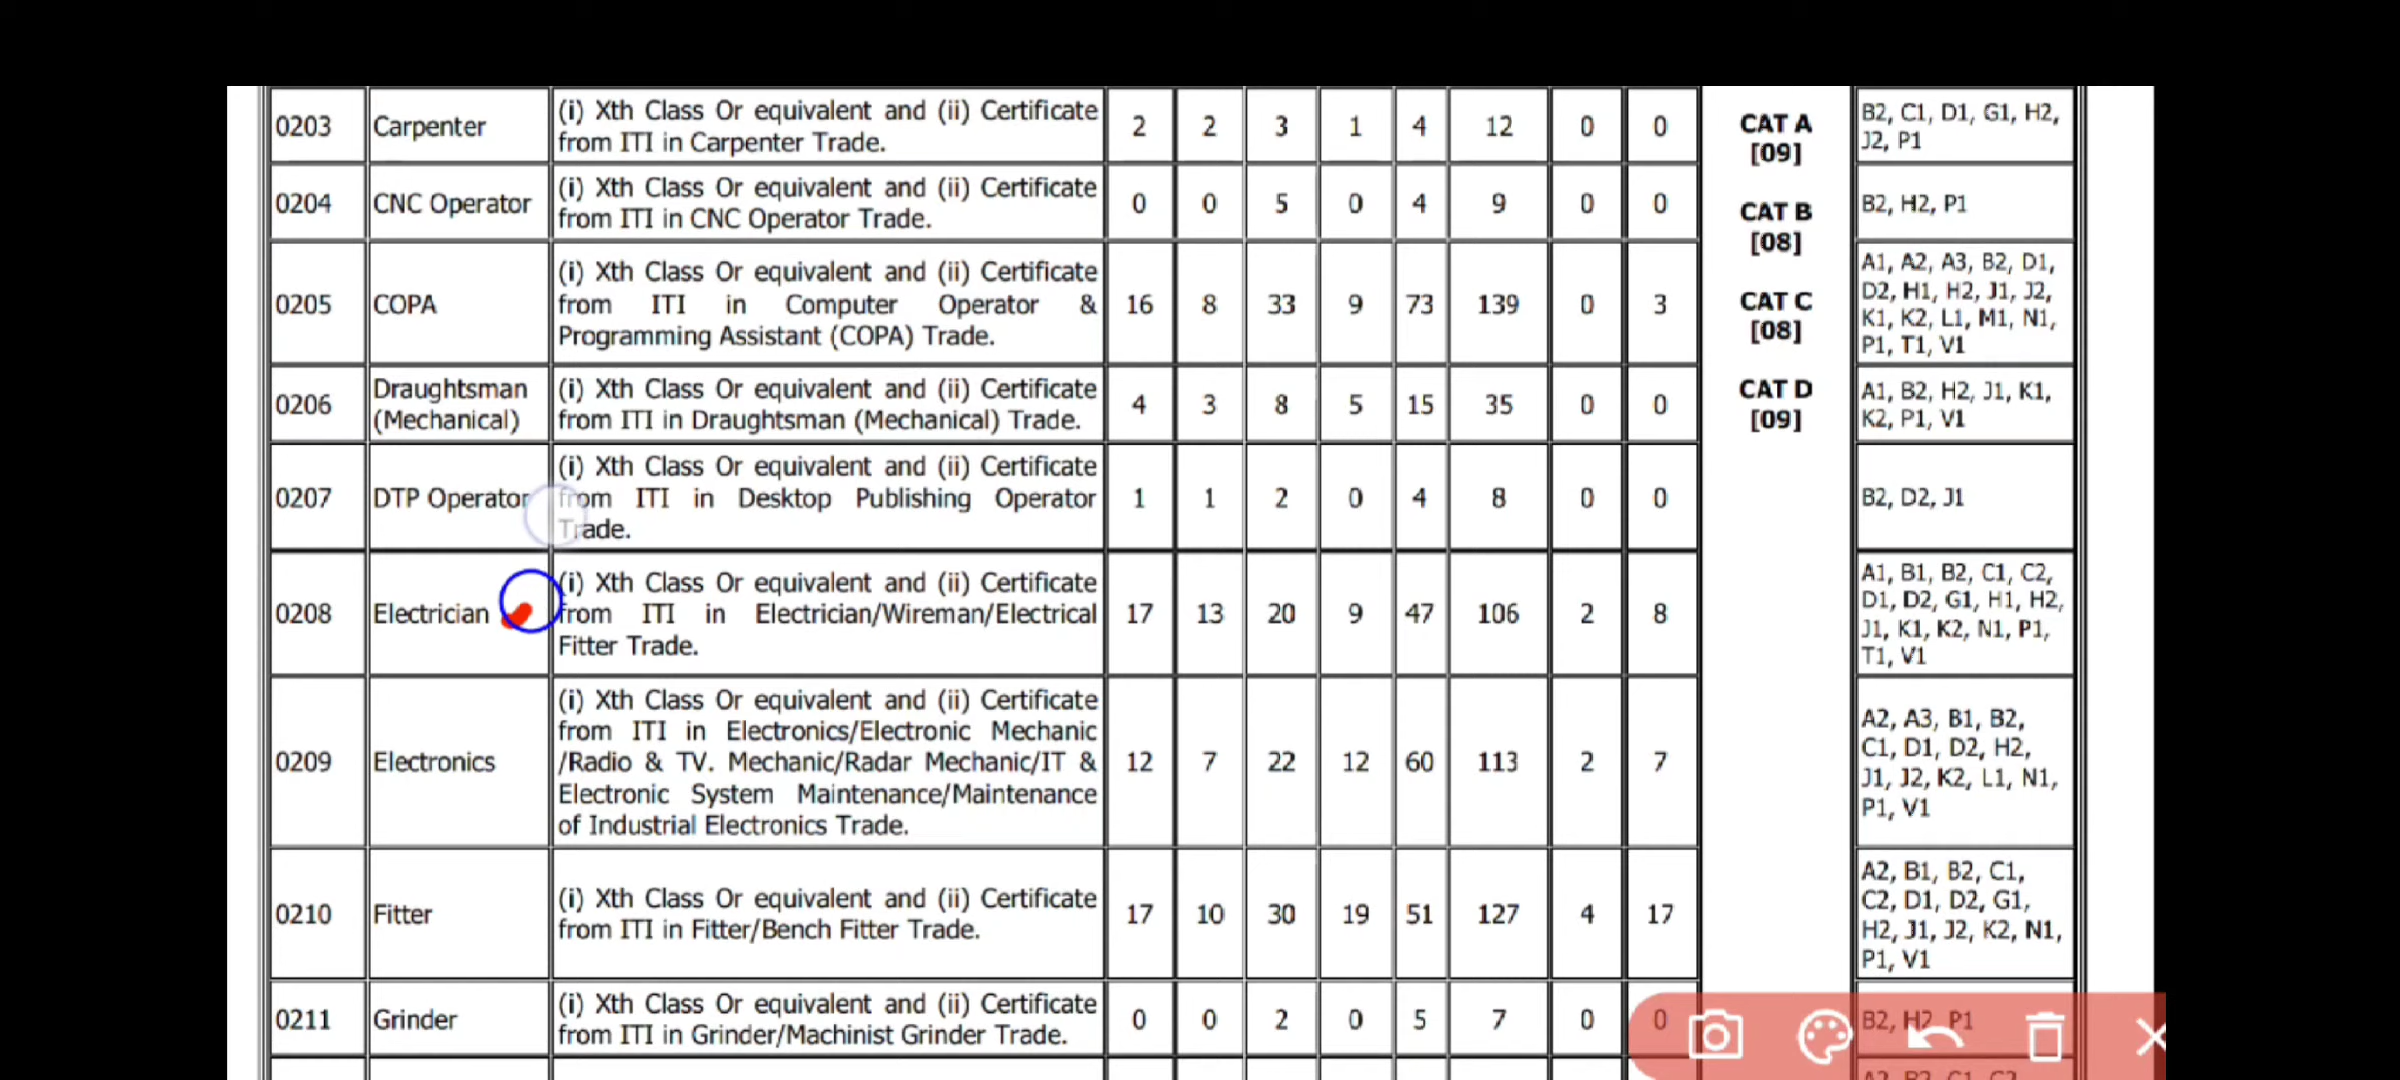 0203 Carpenter (i) Xth Class Or equivalent and (ii) Certificate from ITI in Carpenter Trade. 2 2 3 1 4 12 0 0 B2, C1, D1, G1, H2, J2, P1
CAT A
[09]
0204 CNC Operator (i) Xth Class Or equivalent and (ii) Certificate from ITI in CNC Operator Trade. 0 0 5 0 4 9 0 0 B2, H2, P1
CAT B
[08]
0205 COPA (i) Xth Class Or equivalent and (ii) Certificate from ITI in Computer Operator & Programming Assistant (COPA) Trade. 16 8 33 9 73 139 0 3 A1, A2, A3, B2, D1, D2, H1, H2, J1, J2, K1, K2, L1, M1, N1, P1, T1, V1
CAT C
[08]
0206 Draughtsman (Mechanical) (i) Xth Class Or equivalent and (ii) Certificate from ITI in Draughtsman (Mechanical) Trade. 4 3 8 5 15 35 0 0 A1, B2, H2, J1, K1, K2, P1, V1
CAT D
[09]
0207 DTP Operator (i) Xth Class Or equivalent and (ii) Certificate from ITI in Desktop Publishing Operator Trade. 1 1 2 0 4 8 0 0 B2, D2, J1
0208 Electrician (i) Xth Class Or equivalent and (ii) Certificate from ITI in Electrician/Wireman/Electrical Fitter Trade. 17 13 20 9 47 106 2 8 A1, B1, B2, C1, C2, D1, D2, G1, H1, H2, J1, K1, K2, N1, P1, T1, V1
0209 Electronics (i) Xth Class Or equivalent and (ii) Certificate from ITI in Electronics/Electronic Mechanic /Radio & TV. Mechanic/Radar Mechanic/IT & Electronic System Maintenance/Maintenance of Industrial Electronics Trade. 12 7 22 12 60 113 2 7 A2, A3, B1, B2, C1, D1, D2, H2, J1, J2, K2, L1, N1, P1, V1
0210 Fitter (i) Xth Class Or equivalent and (ii) Certificate from ITI in Fitter/Bench Fitter Trade. 17 10 30 19 51 127 4 17 A2, B1, B2, C1, C2, D1, D2, G1, H2, J1, J2, K2, N1, P1, V1
0211 Grinder (i) Xth Class Or equivalent and (ii) Certificate from ITI in Grinder/Machinist Grinder Trade. 0 0 2 0 5 7 0 0 B2, H2, P1